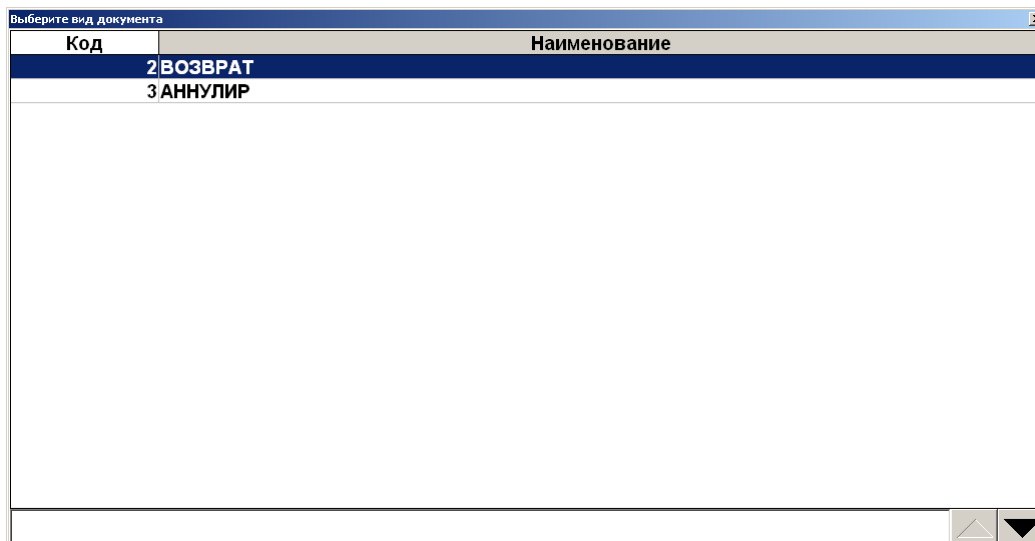 Выберите вид документа
Код Наименование
2 ВОЗВРАТ
3 АННУЛИР